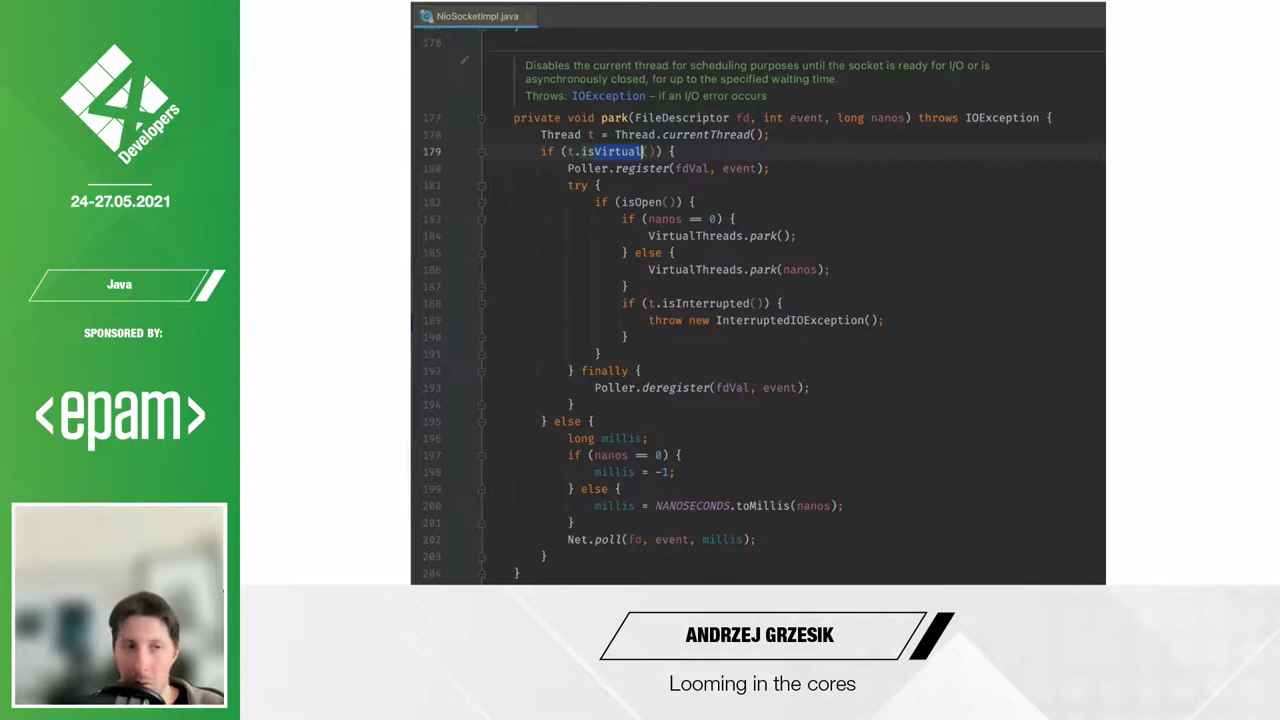 4
Developers
24-27.05.2021
Java
SPONSORED BY:
<epam>
NioSocketImpl.java
170
Disables the current thread for scheduling purposes until the socket is ready for I/O or is
asynchronously closed, for up to the specified waiting time.
Throws: IOException – if an I/O error occurs
177 private void park(FileDescriptor fd, int event, long nanos) throws IOException {
178 Thread t = Thread.currentThread();
179 if (t.isVirtual()) {
180 Poller.register(fdVal, event);
181 try {
182 if (isOpen()) {
183 if (nanos == 0) {
184 VirtualThreads.park();
185 } else {
186 VirtualThreads.park(nanos);
187 }
188 if (t.isInterrupted()) {
189 throw new InterruptedIOException();
190 }
191 }
192 } finally {
193 Poller.deregister(fdVal, event);
194 }
195 } else {
196 long millis;
197 if (nanos == 0) {
198 millis = -1;
199 } else {
200 millis = NANOSECONDS.toMillis(nanos);
201 }
202 Net.poll(fd, event, millis);
203 }
204 }
ANDRZEJ GRZESIK
Looming in the cores